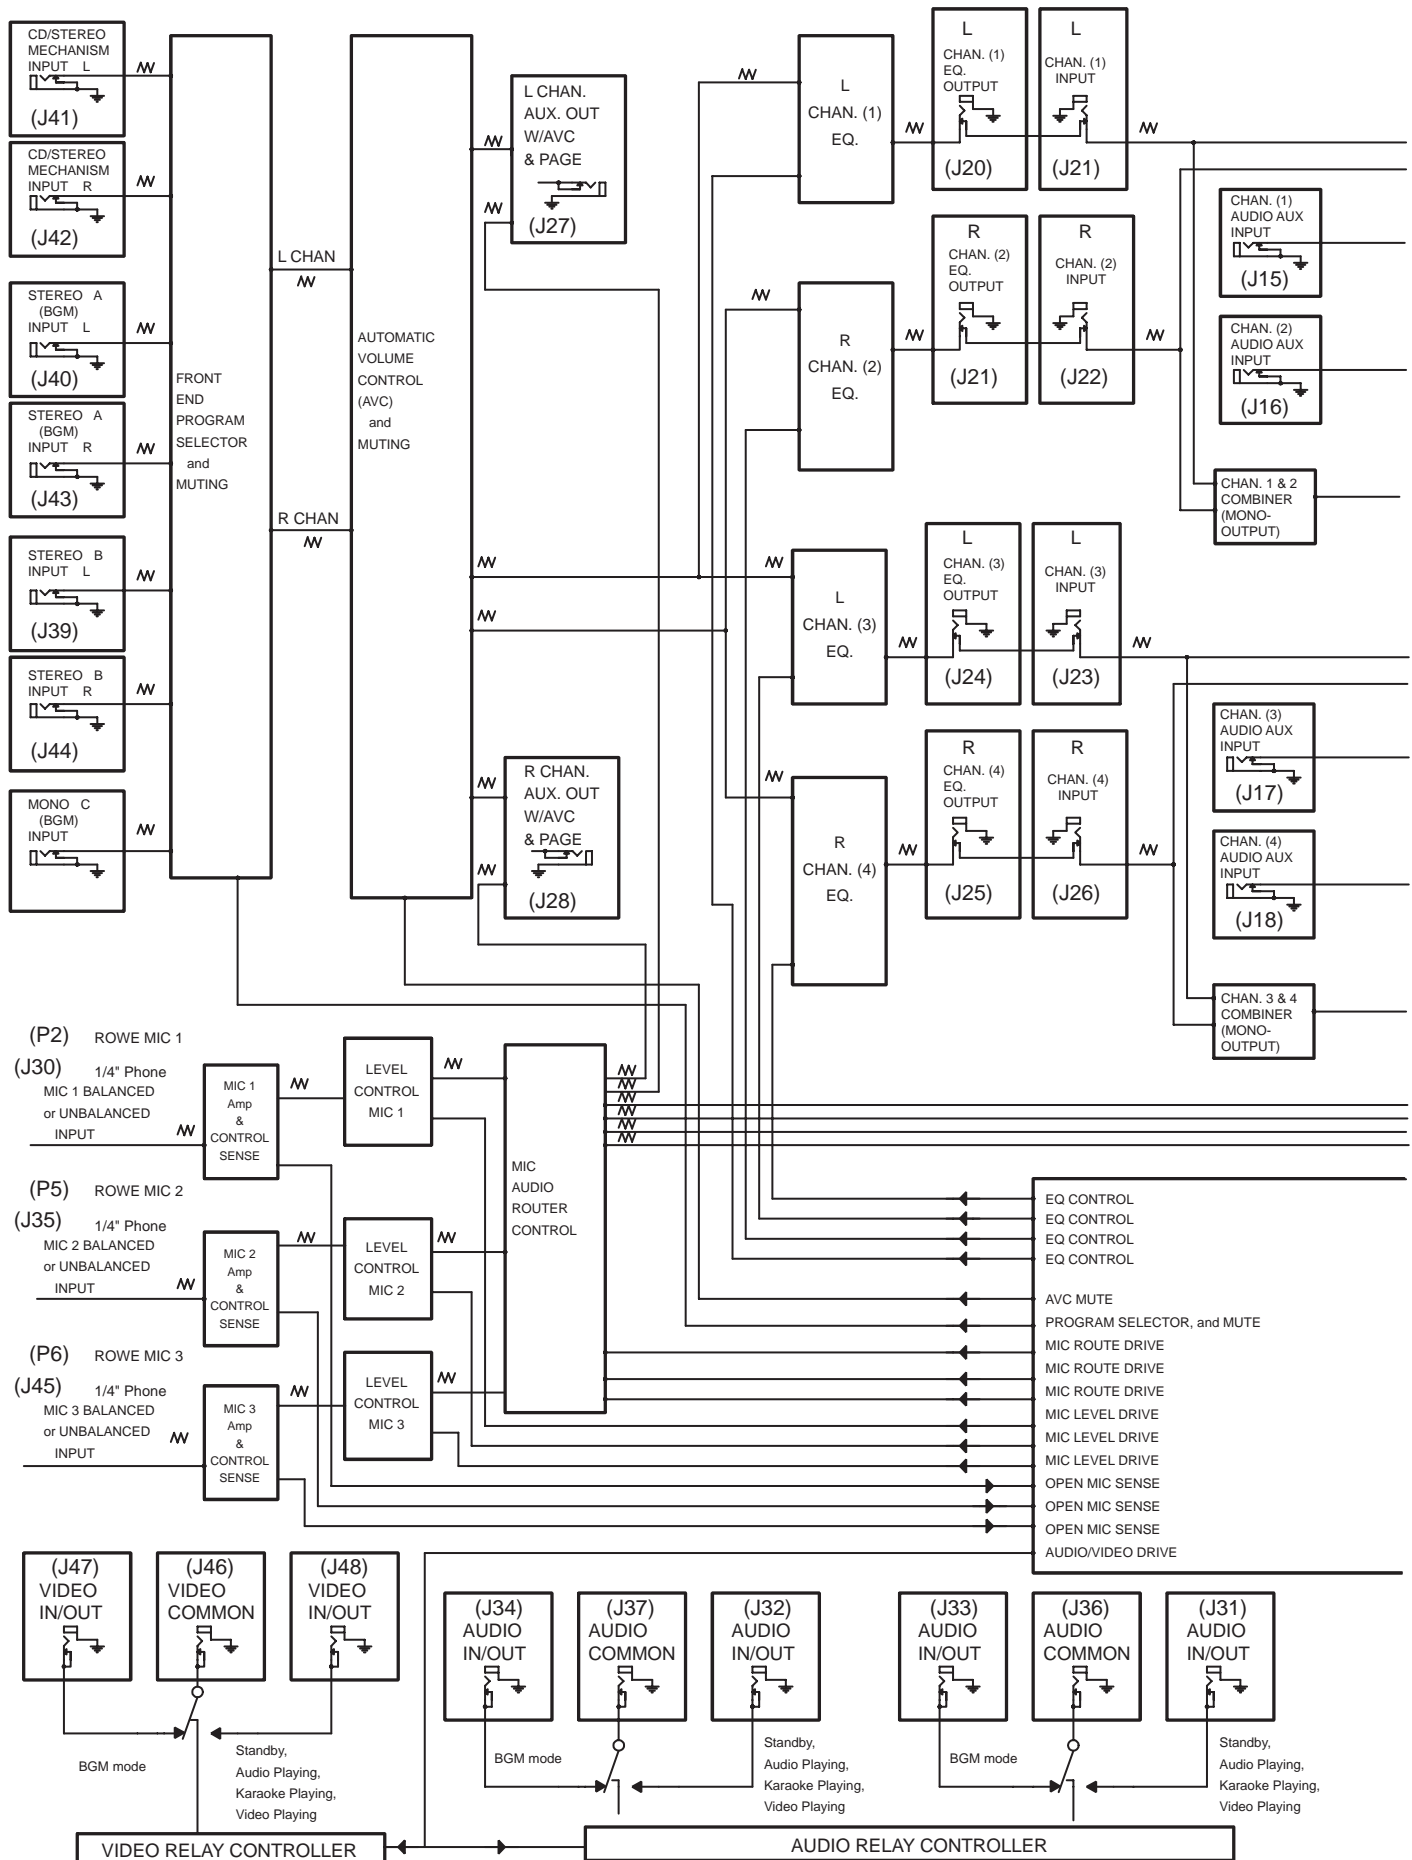 CD/STEREO
MECHANISM
INPUT L
(J41)
CD/STEREO
MECHANISM
INPUT R
(J42)
STEREO A
(BGM)
INPUT L
(J40)
STEREO A
(BGM)
INPUT R
(J43)
STEREO B
INPUT L
(J39)
STEREO B
INPUT R
(J44)
MONO C
(BGM)
INPUT
FRONT
END
PROGRAM
SELECTOR
and
MUTING
L CHAN
R CHAN
AUTOMATIC
VOLUME
CONTROL
(AVC)
and
MUTING
L CHAN.
AUX. OUT
W/AVC
& PAGE
(J27)
R CHAN.
AUX. OUT
W/AVC
& PAGE
(J28)
L
CHAN. (1)
EQ.
R
CHAN. (2)
EQ.
L
CHAN. (3)
EQ.
R
CHAN. (4)
EQ.
L
CHAN. (1)
EQ.
OUTPUT
(J20)
L
CHAN. (1)
INPUT
(J21)
R
CHAN. (2)
EQ.
OUTPUT
(J21)
R
CHAN. (2)
INPUT
(J22)
CHAN. (1)
AUDIO AUX
INPUT
(J15)
CHAN. (2)
AUDIO AUX
INPUT
(J16)
CHAN. 1 & 2
COMBINER
(MONO-
OUTPUT)
L
CHAN. (3)
EQ.
OUTPUT
(J24)
L
CHAN. (3)
INPUT
(J23)
R
CHAN. (4)
EQ.
OUTPUT
(J25)
R
CHAN. (4)
INPUT
(J26)
CHAN. (3)
AUDIO AUX
INPUT
(J17)
CHAN. (4)
AUDIO AUX
INPUT
(J18)
CHAN. 3 & 4
COMBINER
(MONO-
OUTPUT)
(P2) ROWE MIC 1
(J30) 1/4" Phone
MIC 1 BALANCED
or UNBALANCED
INPUT
MIC 1
Amp
&
CONTROL
SENSE
LEVEL
CONTROL
MIC 1
(P5) ROWE MIC 2
(J35) 1/4" Phone
MIC 2 BALANCED
or UNBALANCED
INPUT
MIC 2
Amp
&
CONTROL
SENSE
LEVEL
CONTROL
MIC 2
(P6) ROWE MIC 3
(J45) 1/4" Phone
MIC 3 BALANCED
or UNBALANCED
INPUT
MIC 3
Amp
&
CONTROL
SENSE
LEVEL
CONTROL
MIC 3
MIC
AUDIO
ROUTER
CONTROL
EQ CONTROL
EQ CONTROL
EQ CONTROL
EQ CONTROL
AVC MUTE
PROGRAM SELECTOR, and MUTE
MIC ROUTE DRIVE
MIC ROUTE DRIVE
MIC ROUTE DRIVE
MIC LEVEL DRIVE
MIC LEVEL DRIVE
MIC LEVEL DRIVE
OPEN MIC SENSE
OPEN MIC SENSE
OPEN MIC SENSE
AUDIO/VIDEO DRIVE
(J47)
VIDEO
IN/OUT
(J46)
VIDEO
COMMON
(J48)
VIDEO
IN/OUT
BGM mode
Standby,
Audio Playing,
Karaoke Playing,
Video Playing
VIDEO RELAY CONTROLLER
(J34)
AUDIO
IN/OUT
(J37)
AUDIO
COMMON
(J32)
AUDIO
IN/OUT
BGM mode
Standby,
Audio Playing,
Karaoke Playing,
Video Playing
(J33)
AUDIO
IN/OUT
(J36)
AUDIO
COMMON
(J31)
AUDIO
IN/OUT
BGM mode
Standby,
Audio Playing,
Karaoke Playing,
Video Playing
AUDIO RELAY CONTROLLER